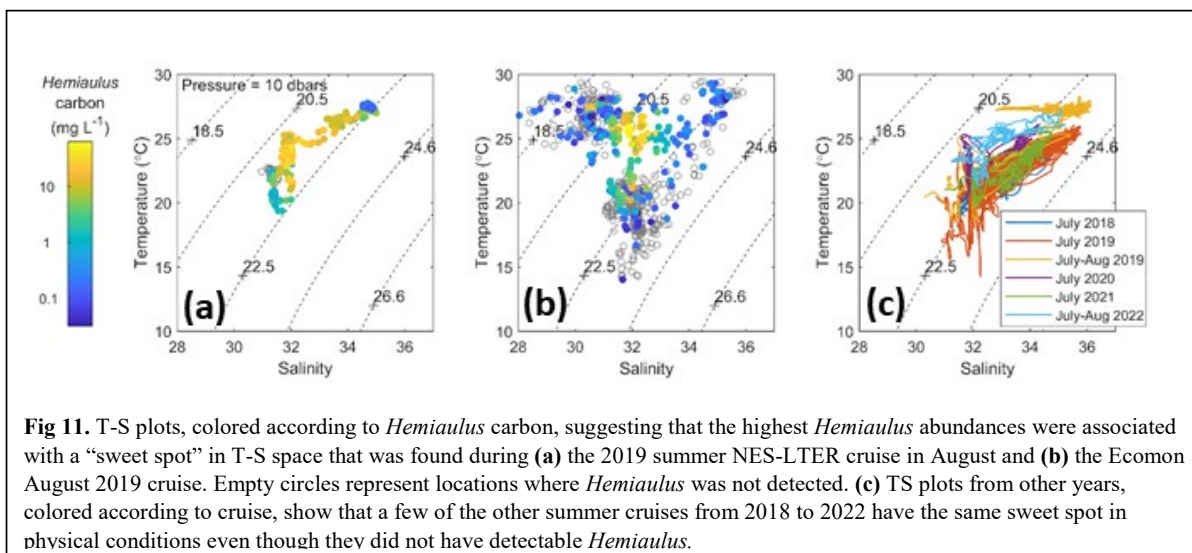 Hemiaulus
carbon
(mg L-1)
10
1
0.1
30
25
20
15
10
Temperature (°C)
Pressure = 10 dbars
20.5
18.5
24.6
22.5
26.6
(a)
28 30 32 34 36
Salinity
30
25
20
15
10
Temperature (°C)
20.5
18.5
24.6
22.5
26.6
(b)
28 30 32 34 36
Salinity
30
25
20
15
10
Temperature (°C)
20.5
18.5
24.6
22.5
July 2018
July 2019
July-Aug 2019
July 2020
July 2021
July-Aug 2022
(c)
28 30 32 34 36
Salinity
Fig 11. T-S plots, colored according to Hemiaulus carbon, suggesting that the highest Hemiaulus abundances were associated
with a “sweet spot” in T-S space that was found during (a) the 2019 summer NES-LTER cruise in August and (b) the Ecomon
August 2019 cruise. Empty circles represent locations where Hemiaulus was not detected. (c) TS plots from other years,
colored according to cruise, show that a few of the other summer cruises from 2018 to 2022 have the same sweet spot in
physical conditions even though they did not have detectable Hemiaulus.